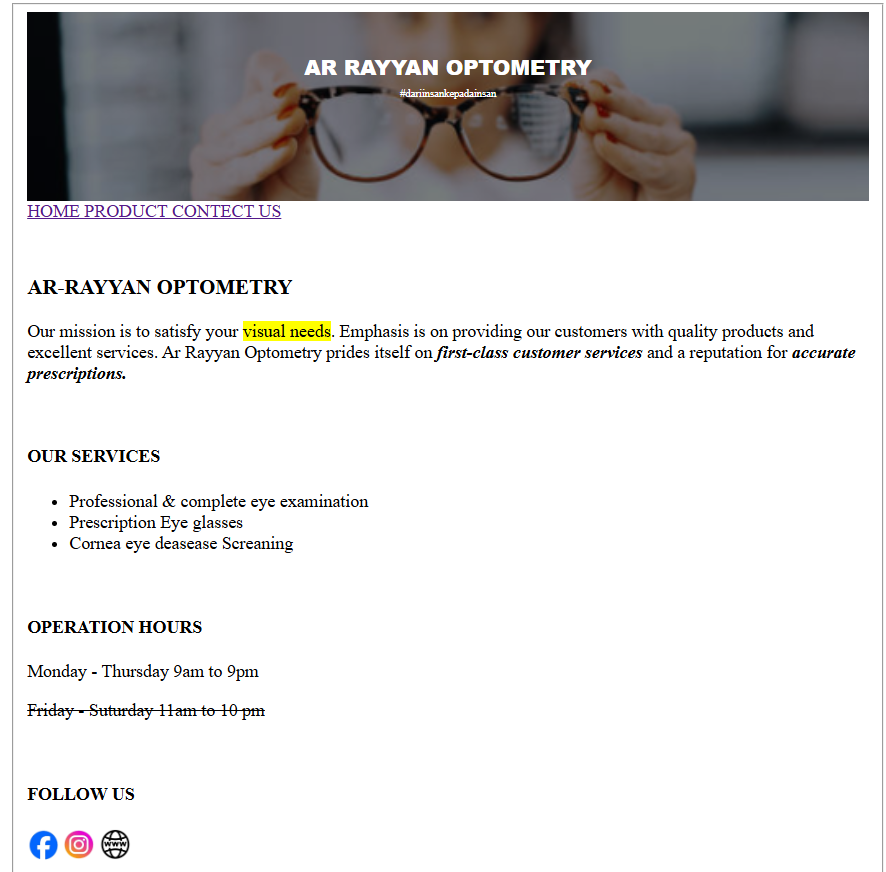 AR RAYYAN OPTOMETRY
#dariinsankepadainsan
HOME PRODUCT CONTECT US
AR-RAYYAN OPTOMETRY
Our mission is to satisfy your visual needs. Emphasis is on providing our customers with quality products and
excellent services. Ar Rayyan Optometry prides itself on first-class customer services and a reputation for accurate
prescriptions.
OUR SERVICES
Professional & complete eye examination
Prescription Eye glasses
Cornea eye deasease Screaning
OPERATION HOURS
Monday - Thursday 9am to 9pm
Friday - Suturday 11am to 10 pm
FOLLOW US
WWW